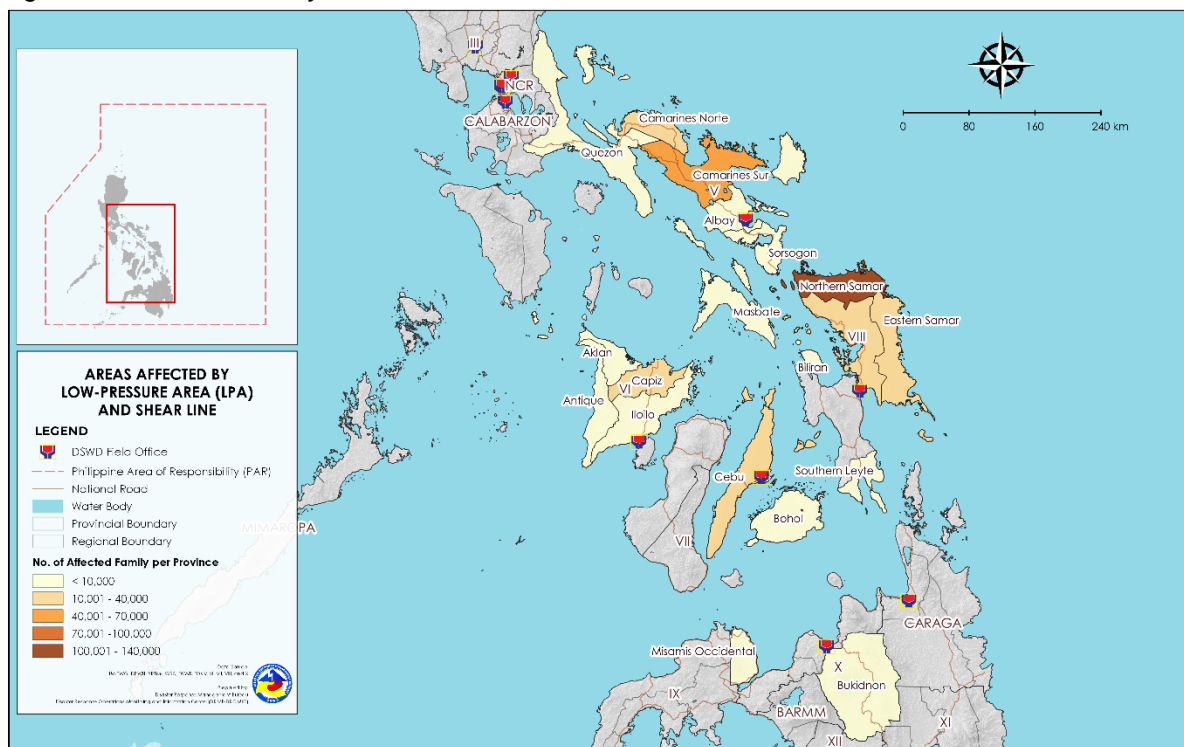 III
NCR
CALABARZON
Quezon
Camarines Norte
Camarines Sur
V
Albay
Sorsogon
Masbate
Northern Samar
Eastern Samar
VIII
Biliran
Aklan
Capiz
VI
Antique
Iloilo
Cebu
Southern Leyte
Bohol
VII
CARAGA
Misamis Occidental
X
Bukidnon
IX
BARMM
XI
XII
MIMAROPA
0 80 160 240 km
AREAS AFFECTED BY
LOW-PRESSURE AREA (LPA)
AND SHEAR LINE
LEGEND
DSWD Field Office
Philippine Area of Responsibility (PAR)
National Road
Water Body
Provincial Boundary
Regional Boundary
No. of Affected Family per Province
< 10,000
10,001 - 40,000
40,001 - 70,000
70,001 -100,000
100,001 - 140,000